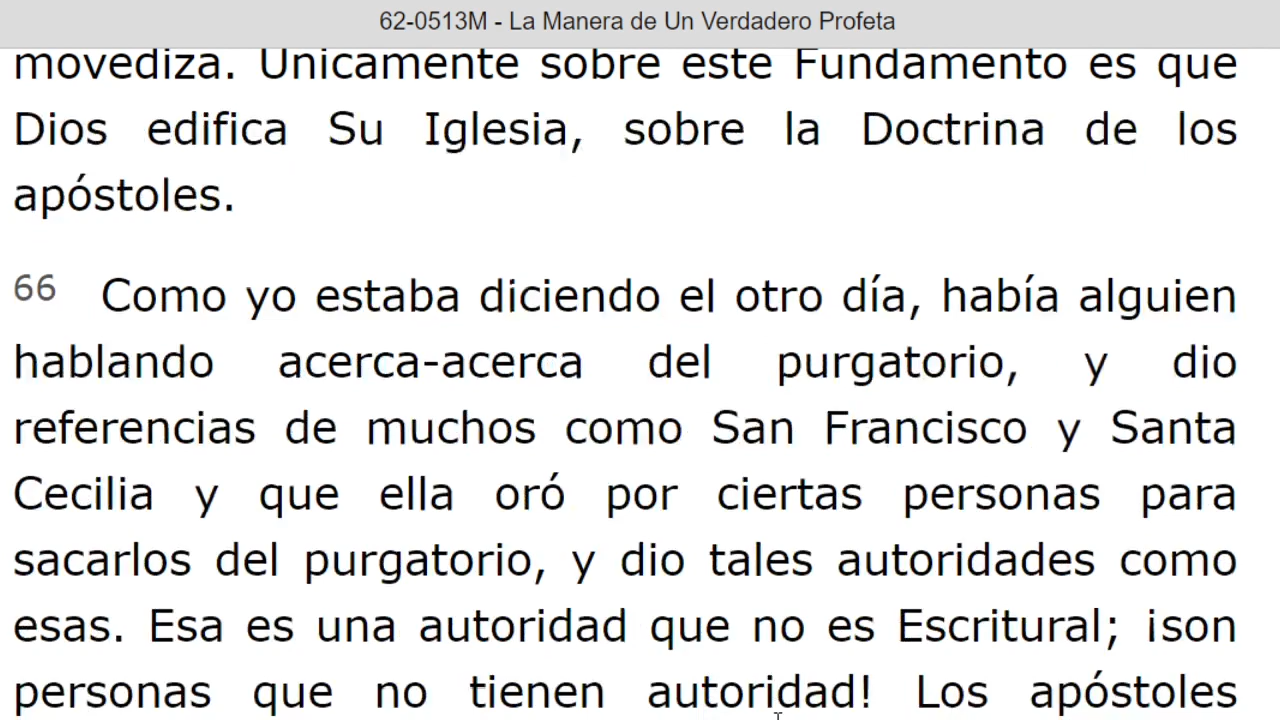 62-0513M - La Manera de Un Verdadero Profeta
movediza. Únicamente sobre este Fundamento es que
Dios edifica Su Iglesia, sobre la Doctrina de los
apóstoles.
66 Como yo estaba diciendo el otro día, había alguien
hablando acerca-acerca del purgatorio, y dio
referencias de muchos como San Francisco y Santa
Cecilia y que ella oró por ciertas personas para
sacarlos del purgatorio, y dio tales autoridades como
esas. Esa es una autoridad que no es Escritural; ¡son
personas que no tienen autoridad! Los apóstoles